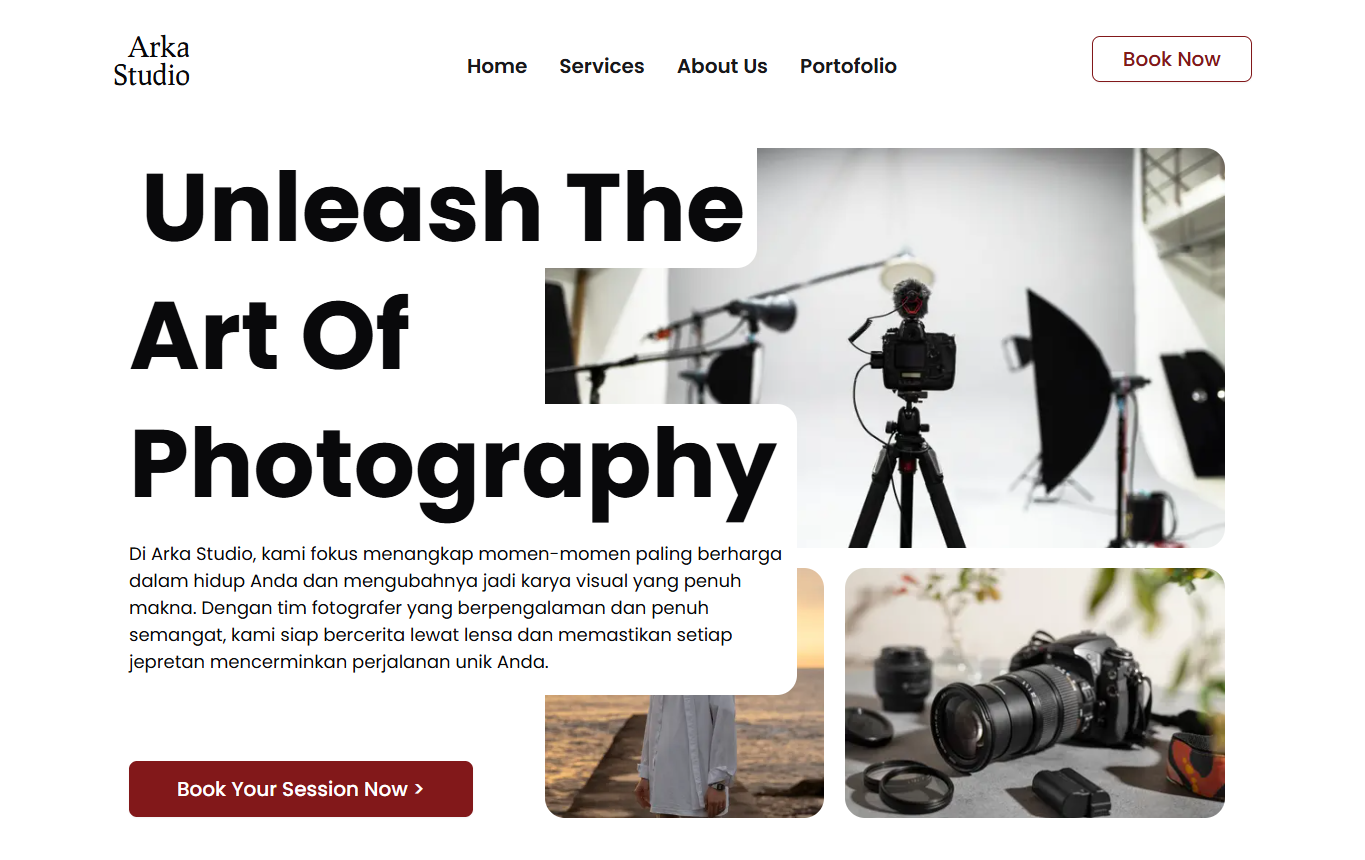 Arka
Studio
Home Services About Us Portofolio
Book Now
Unleash The
Art Of
Photography
Di Arka Studio, kami fokus menangkap momen-momen paling berharga
dalam hidup Anda dan mengubahnya jadi karya visual yang penuh
makna. Dengan tim fotografer yang berpengalaman dan penuh
semangat, kami siap bercerita lewat lensa dan memastikan setiap
jepretan mencerminkan perjalanan unik Anda.
Book Your Session Now >